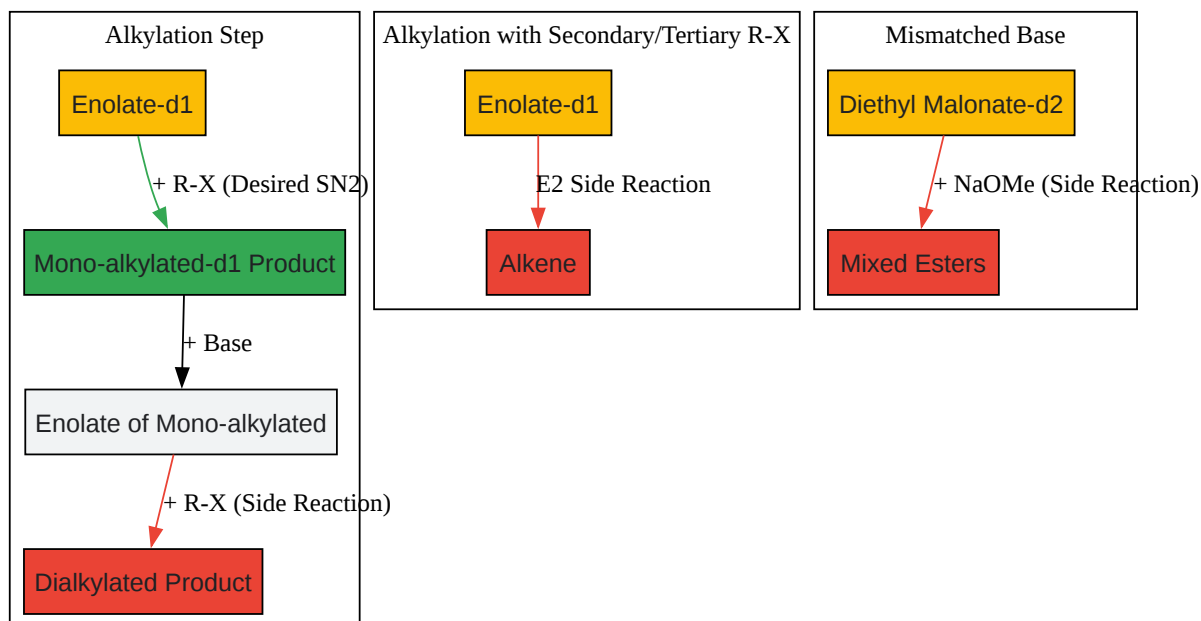 Alkylation Step
Enolate-d1
+ R-X (Desired SN2)
Mono-alkylated-d1 Product
+ Base
Enolate of Mono-alkylated
+ R-X (Side Reaction)
Dialkylated Product
Alkylation with Secondary/Tertiary R-X
Enolate-d1
E2 Side Reaction
Alkene
Mismatched Base
Diethyl Malonate-d2
+ NaOMe (Side Reaction)
Mixed Esters